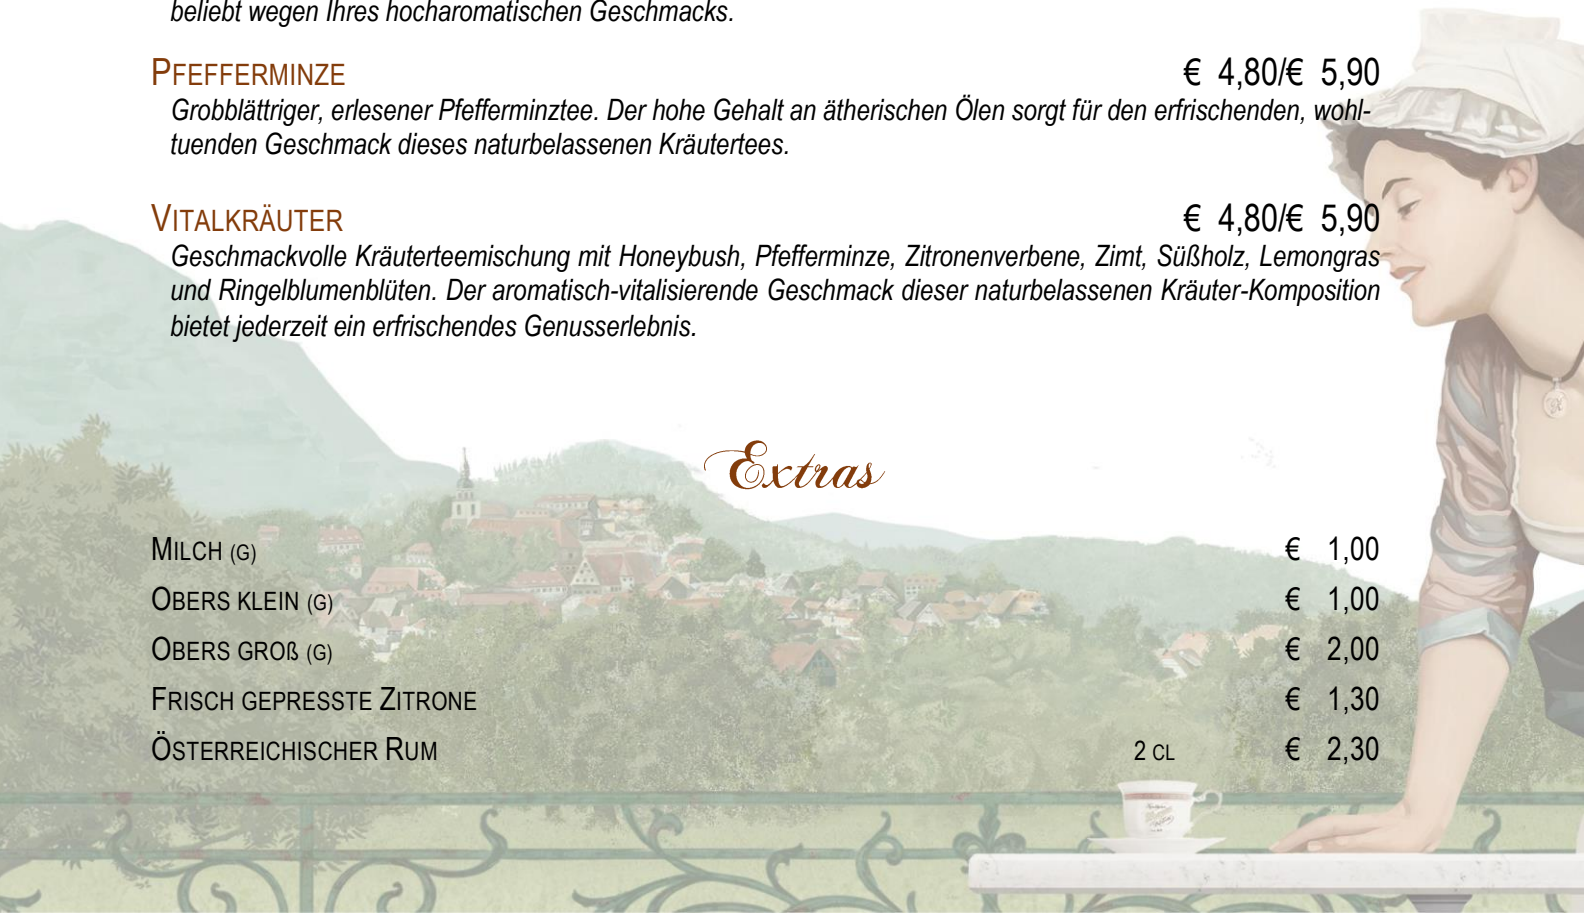 beliebt wegen Ihres hocharomatischen Geschmacks.
PFEFFERMINZE € 4,80/€ 5,90
Grobblättriger, erlesener Pfefferminztee. Der hohe Gehalt an ätherischen Ölen sorgt für den erfrischenden, wohl-
tuenden Geschmack dieses naturbelassenen Kräutertees.
VITALKRÄUTER € 4,80/€ 5,90
Geschmackvolle Kräuterteemischung mit Honeybush, Pfefferminze, Zitronenverbene, Zimt, Süßholz, Lemongras
und Ringelblumenblüten. Der aromatisch-vitalisierende Geschmack dieser naturbelassenen Kräuter-Komposition
bietet jederzeit ein erfrischendes Genusserlebnis.
Extras
MILCH (G) € 1,00
OBERS KLEIN (G) € 1,00
OBERS GROß (G) € 2,00
FRISCH GEPRESSTE ZITRONE € 1,30
ÖSTERREICHISCHER RUM 2 CL € 2,30